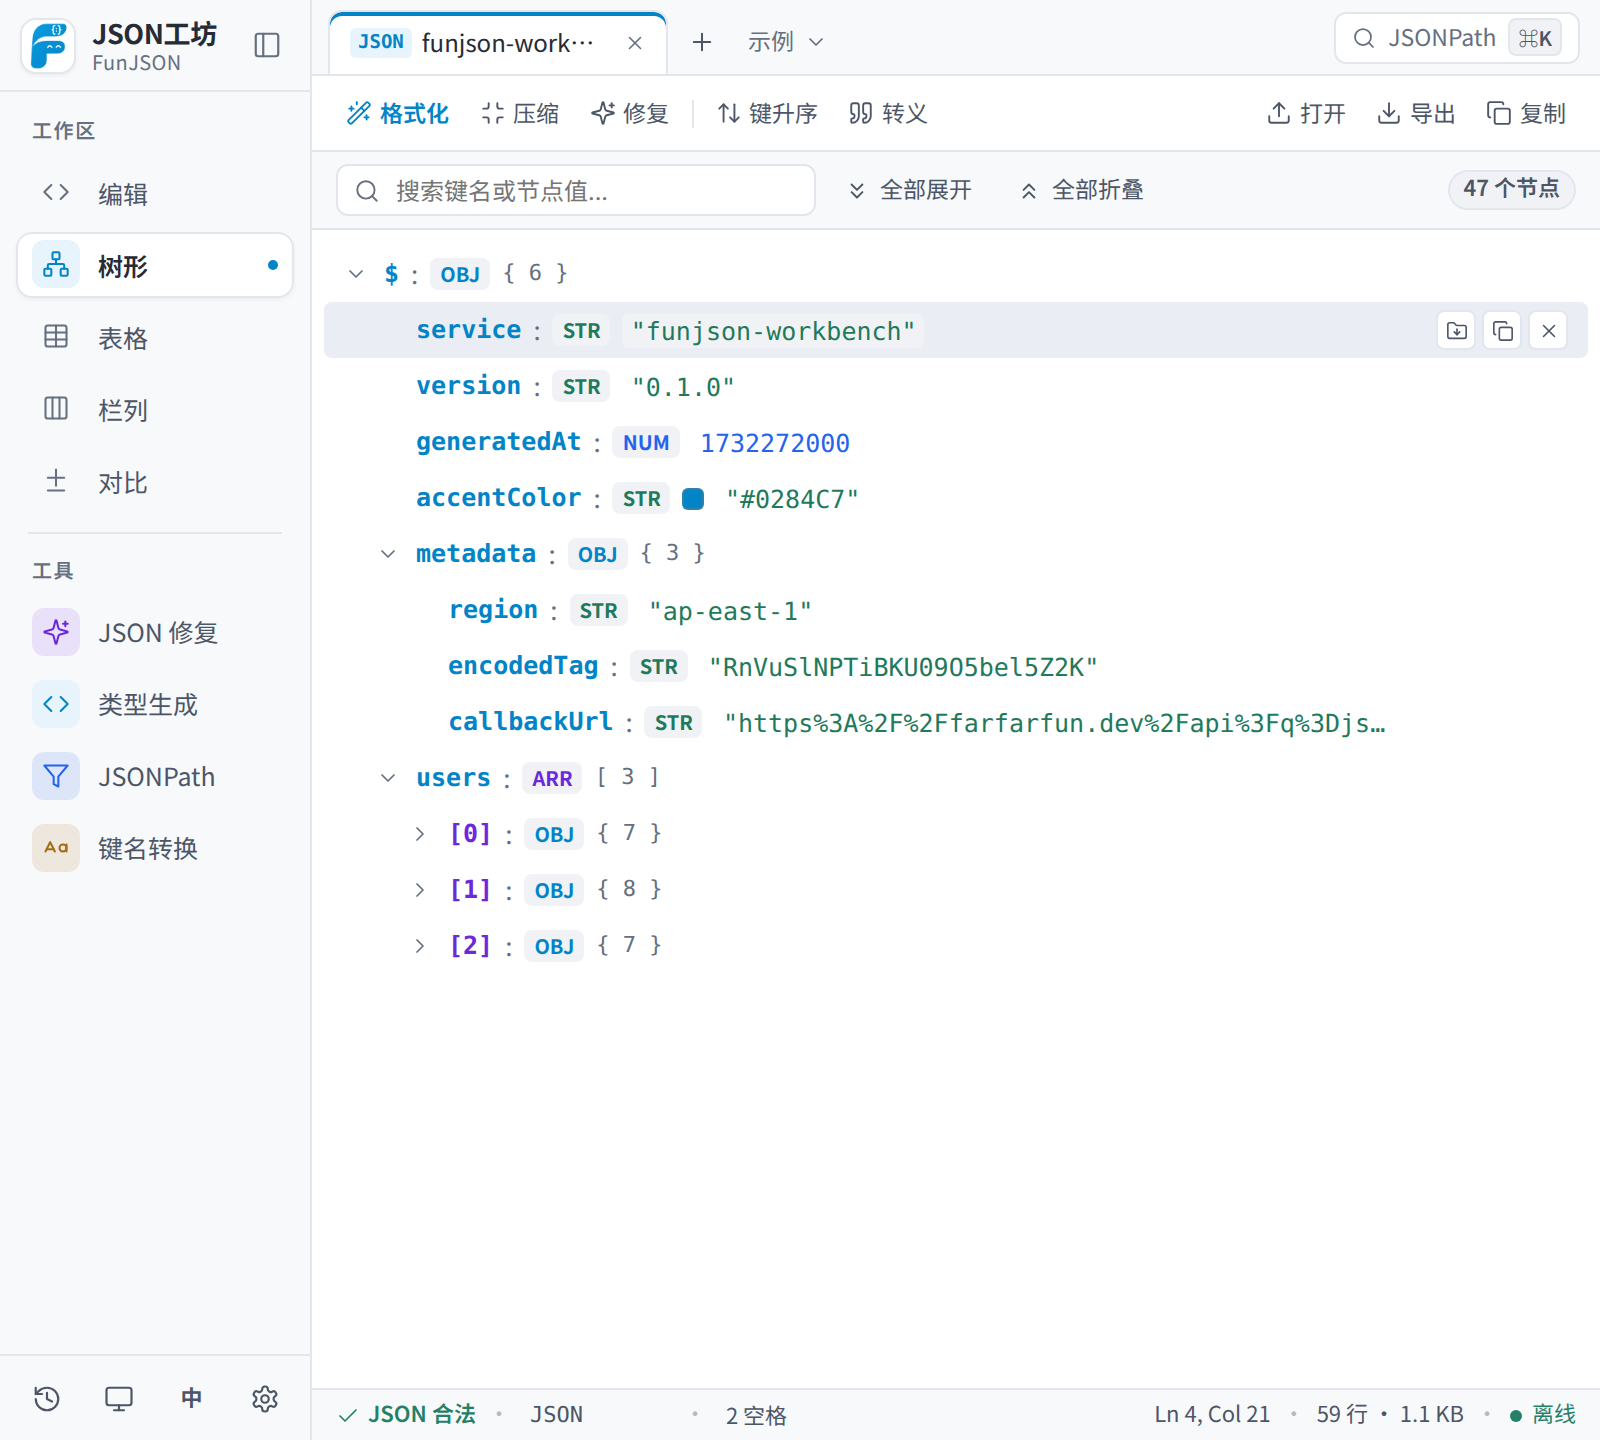 JSON工坊
FunJSON
工作区
编辑
树形
表格
栏列
对比
工具
JSON 修复
类型生成
JSONPath
Aa 键名转换
中
JSON funjson-work… 示例 JSONPath ⌘K
格式化 压缩 修复 键升序 转义 打开 导出 复制
搜索键名或节点值... 全部展开 全部折叠 47 个节点
$ : OBJ { 6 }
service : STR "funjson-workbench"
version : STR "0.1.0"
generatedAt : NUM 1732272000
accentColor : STR "#0284C7"
metadata : OBJ { 3 }
region : STR "ap-east-1"
encodedTag : STR "RnVuSlNPTiBKU09O5bel5Z2K"
callbackUrl : STR "https%3A%2F%2Ffarfarfun.dev%2Fapi%3Fq%3Djs…
users : ARR [ 3 ]
[0] : OBJ { 7 }
[1] : OBJ { 8 }
[2] : OBJ { 7 }
JSON 合法 • JSON • 2 空格 Ln 4, Col 21 • 59 行 • 1.1 KB • 离线